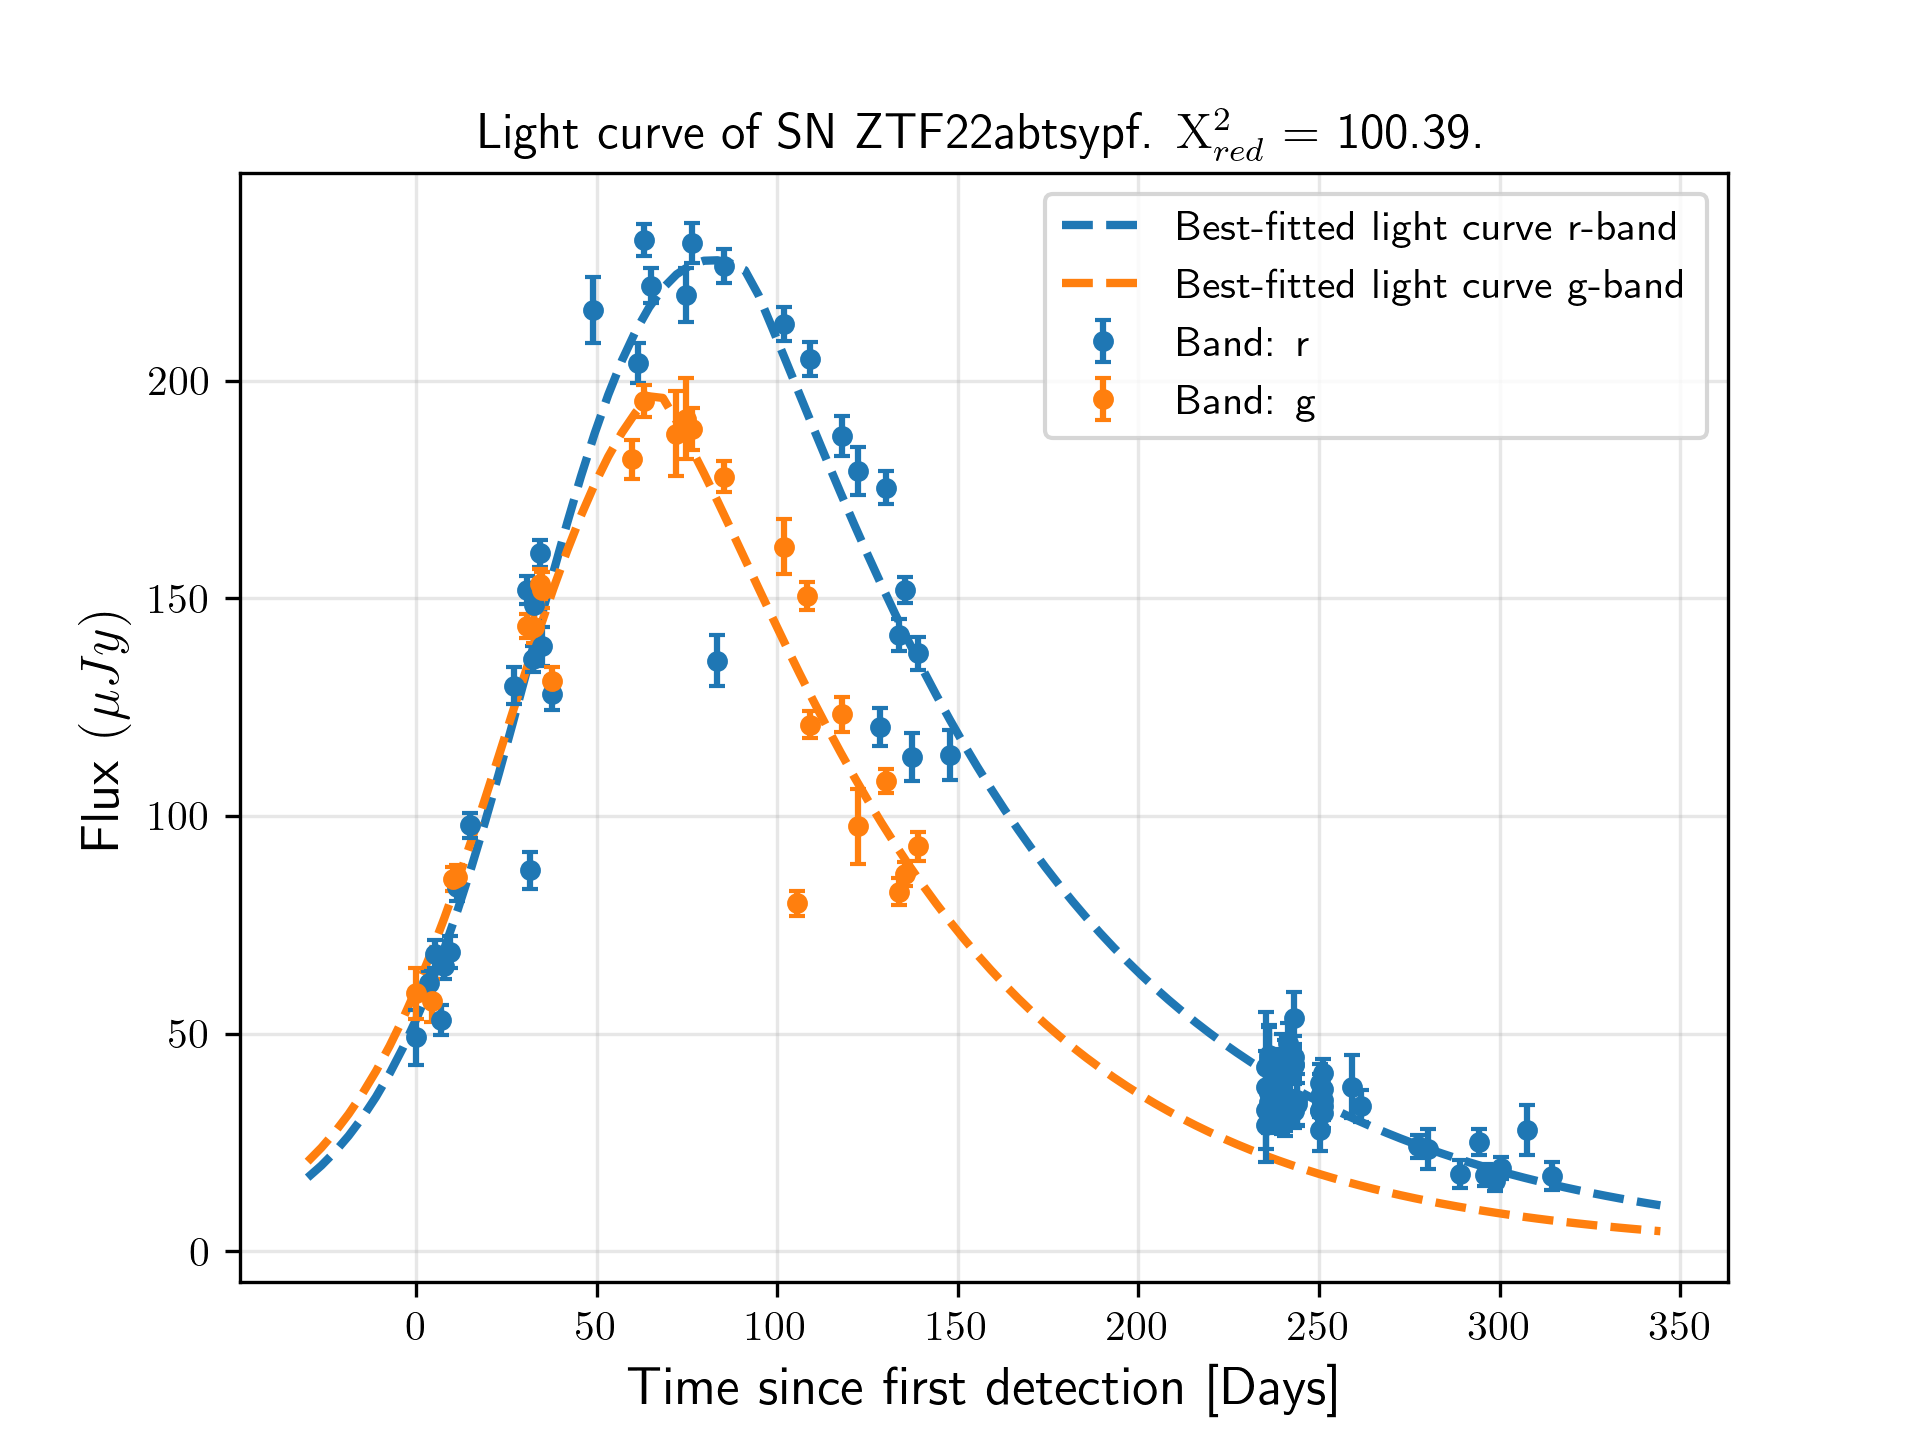 Light curve of SN ZTF22abtsypf. X²_red = 100.39.
Best-fitted light curve r-band
Best-fitted light curve g-band
Band: r
Band: g
Flux (μJy)
200
150
100
50
0
0 50 100 150 200 250 300 350
Time since first detection [Days]